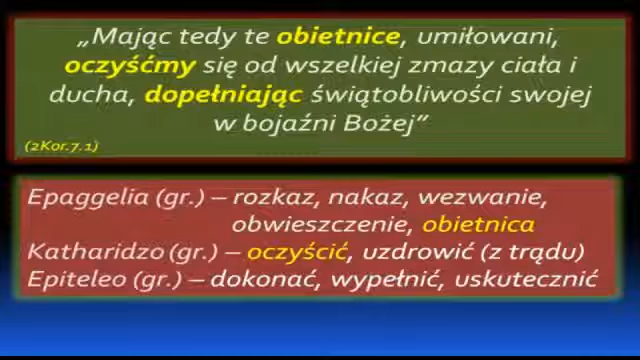 „Mając tedy te obietnice, umiłowani,
oczyśćmy się od wszelkiej zmazy ciała i
ducha, dopełniając świątobliwości swojej
w bojaźni Bożej”
(2Kor.7.1)
Epaggelia (gr.) – rozkaz, nakaz, wezwanie,
obwieszczenie, obietnica
Katharidzo (gr.) – oczyścić, uzdrowić (z trądu)
Epiteleo (gr.) – dokonać, wypełnić, uskutecznić